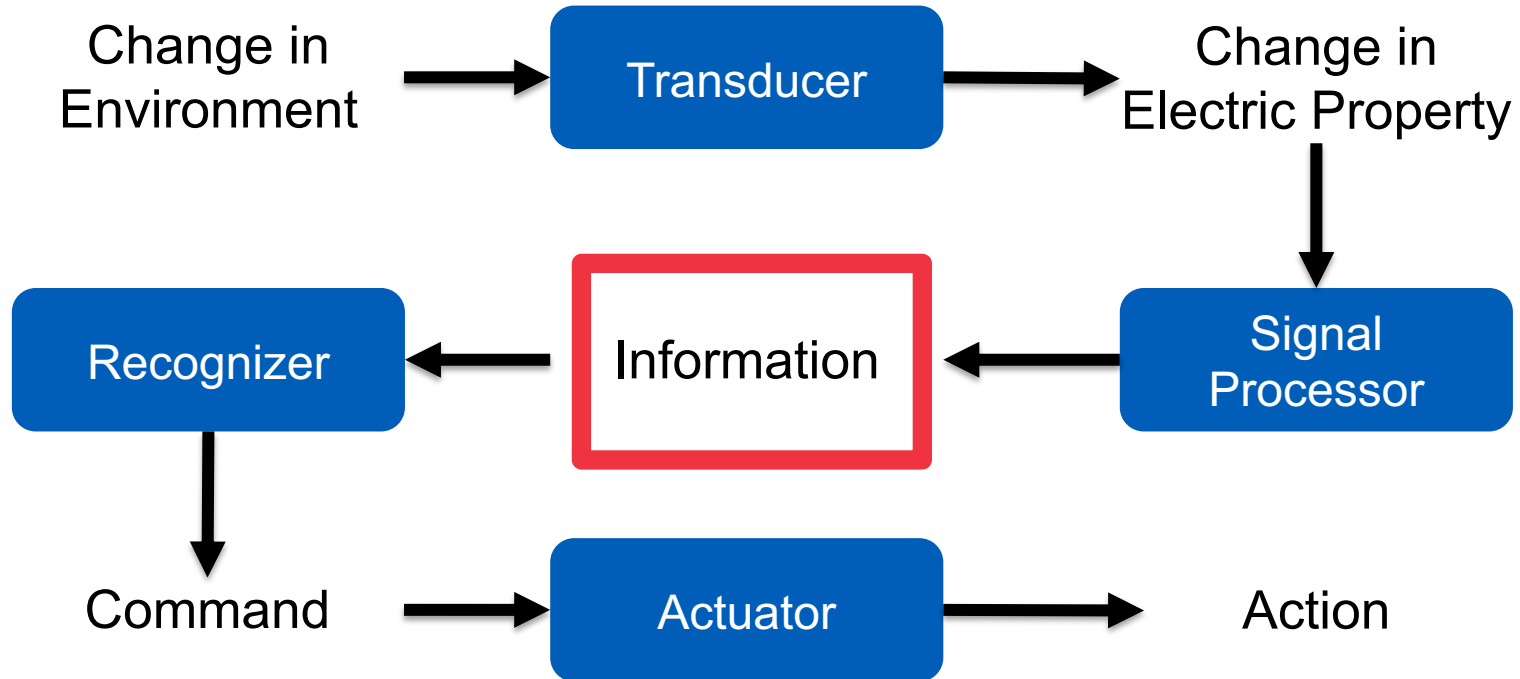 Change in
Environment
Transducer
Change in
Electric Property
Signal
Processor
Information
Recognizer
Command
Actuator
Action